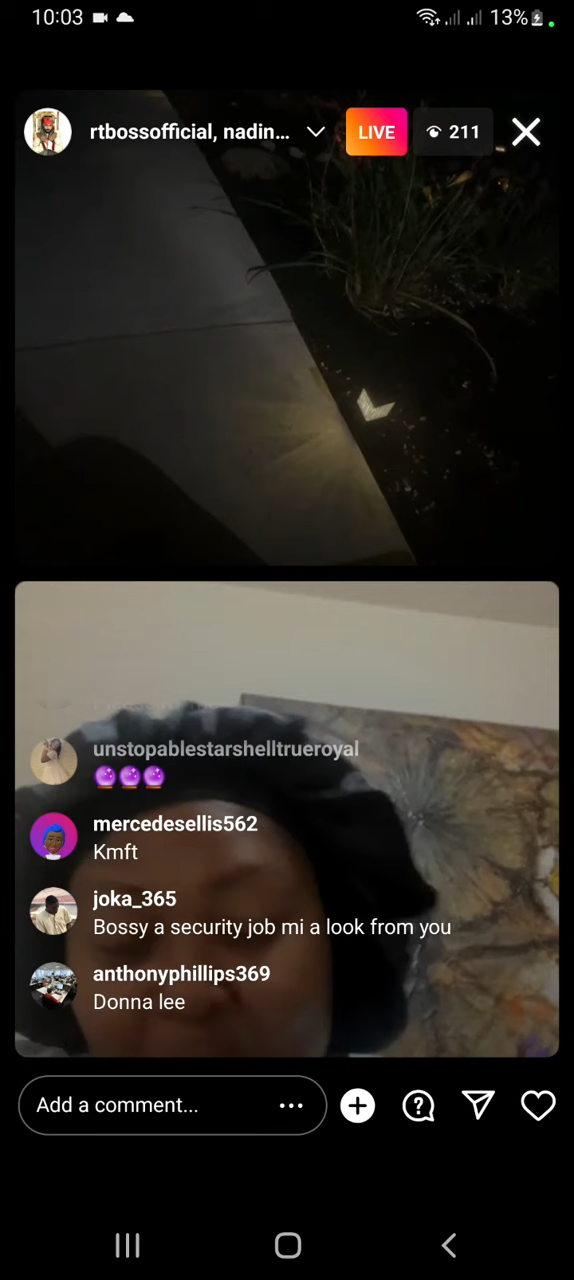 10:03
13%
rtbossofficial, nadin...
LIVE
211
unstopablestarshelltrueroyal
🔮🔮🔮
mercedesellis562
Kmft
joka_365
Bossy a security job mi a look from you
anthonyphillips369
Donna lee
Add a comment...